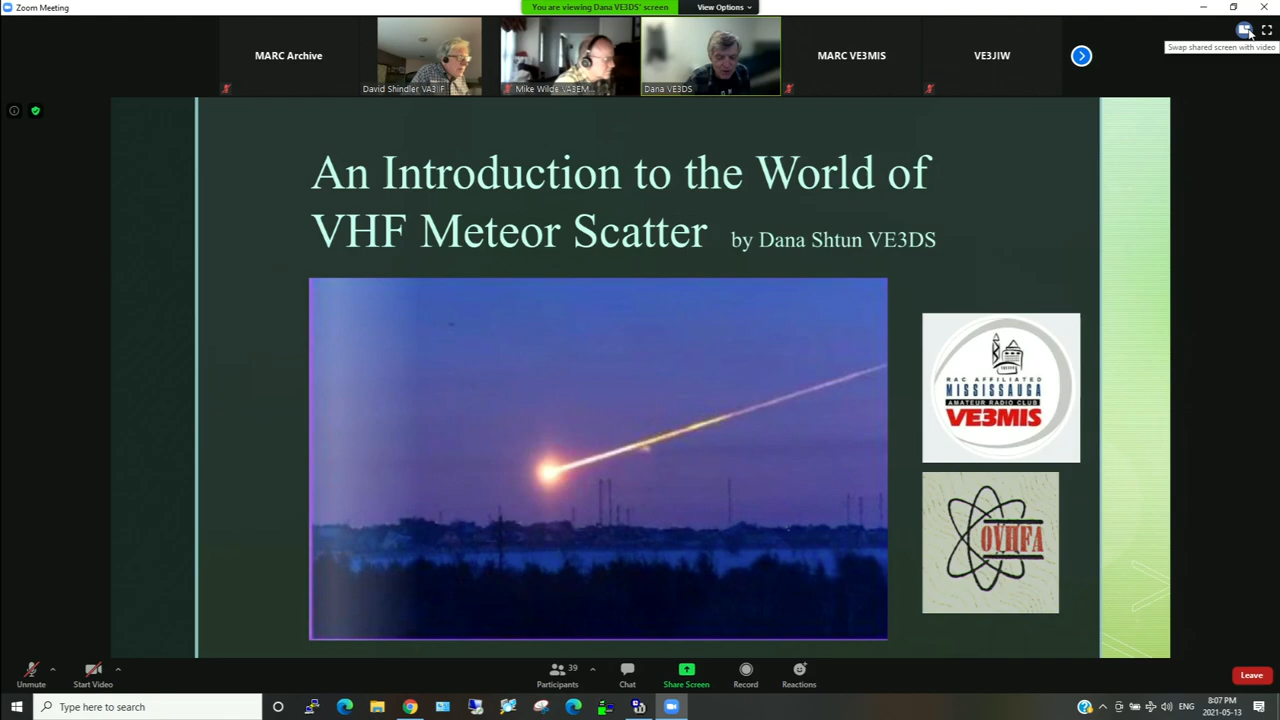 Zoom Meeting
You are viewing Dana VE3DS' screen
View Options
Swap shared screen with video
MARC Archive
David Shindler VA3IIF
Mike Wilde VA3EM...
Dana VE3DS
MARC VE3MIS
VE3JIW
An Introduction to the World of
VHF Meteor Scatter by Dana Shtun VE3DS
RAC AFFILIATED
MISSISSAUGA
AMATEUR RADIO CLUB
VE3MIS
OVHFA
Unmute
Start Video
Participants
39
Chat
Share Screen
Record
Reactions
Leave
Type here to search
ENG
8:07 PM
2021-05-13